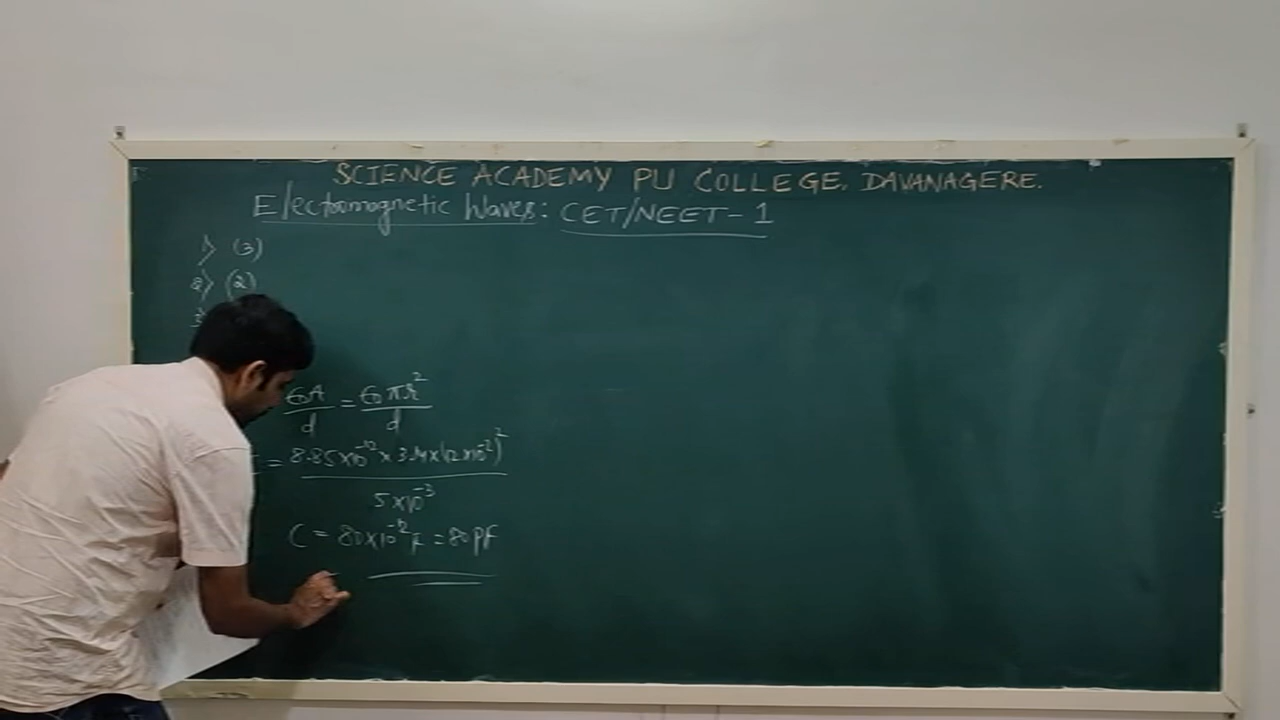 SCIENCE ACADEMY PU COLLEGE, DAVANAGERE.
Electromagnetic Waves: CET/NEET-1
1> (3)
2> (2)
ϵ₀A/d = ϵ₀πr²/d
= 8.85×10⁻¹²×3.14×(12×10⁻²)²
5×10⁻³
C = 80×10⁻¹²F = 80PF